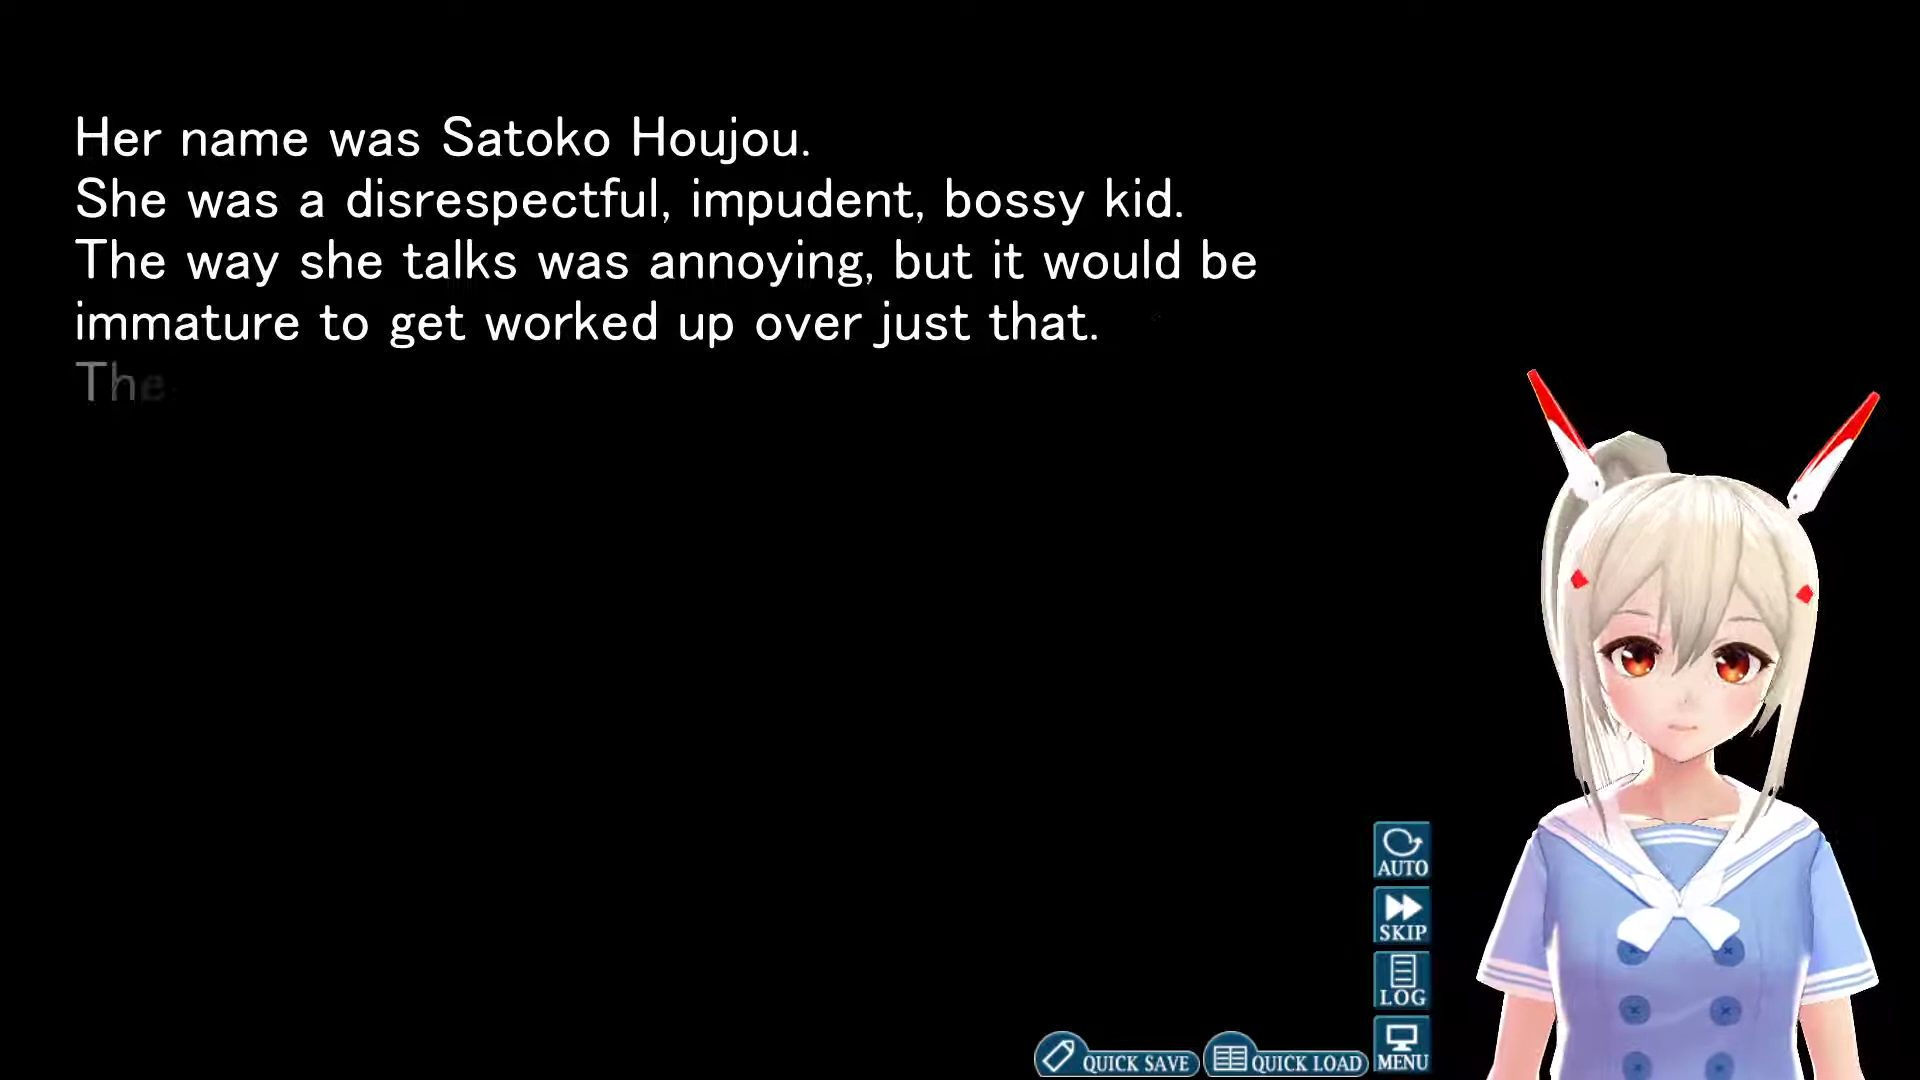 Her name was Satoko Houjou.
She was a disrespectful, impudent, bossy kid.
The way she talks was annoying, but it would be
immature to get worked up over just that.
The
AUTO
SKIP
LOG
MENU
QUICK SAVE
QUICK LOAD